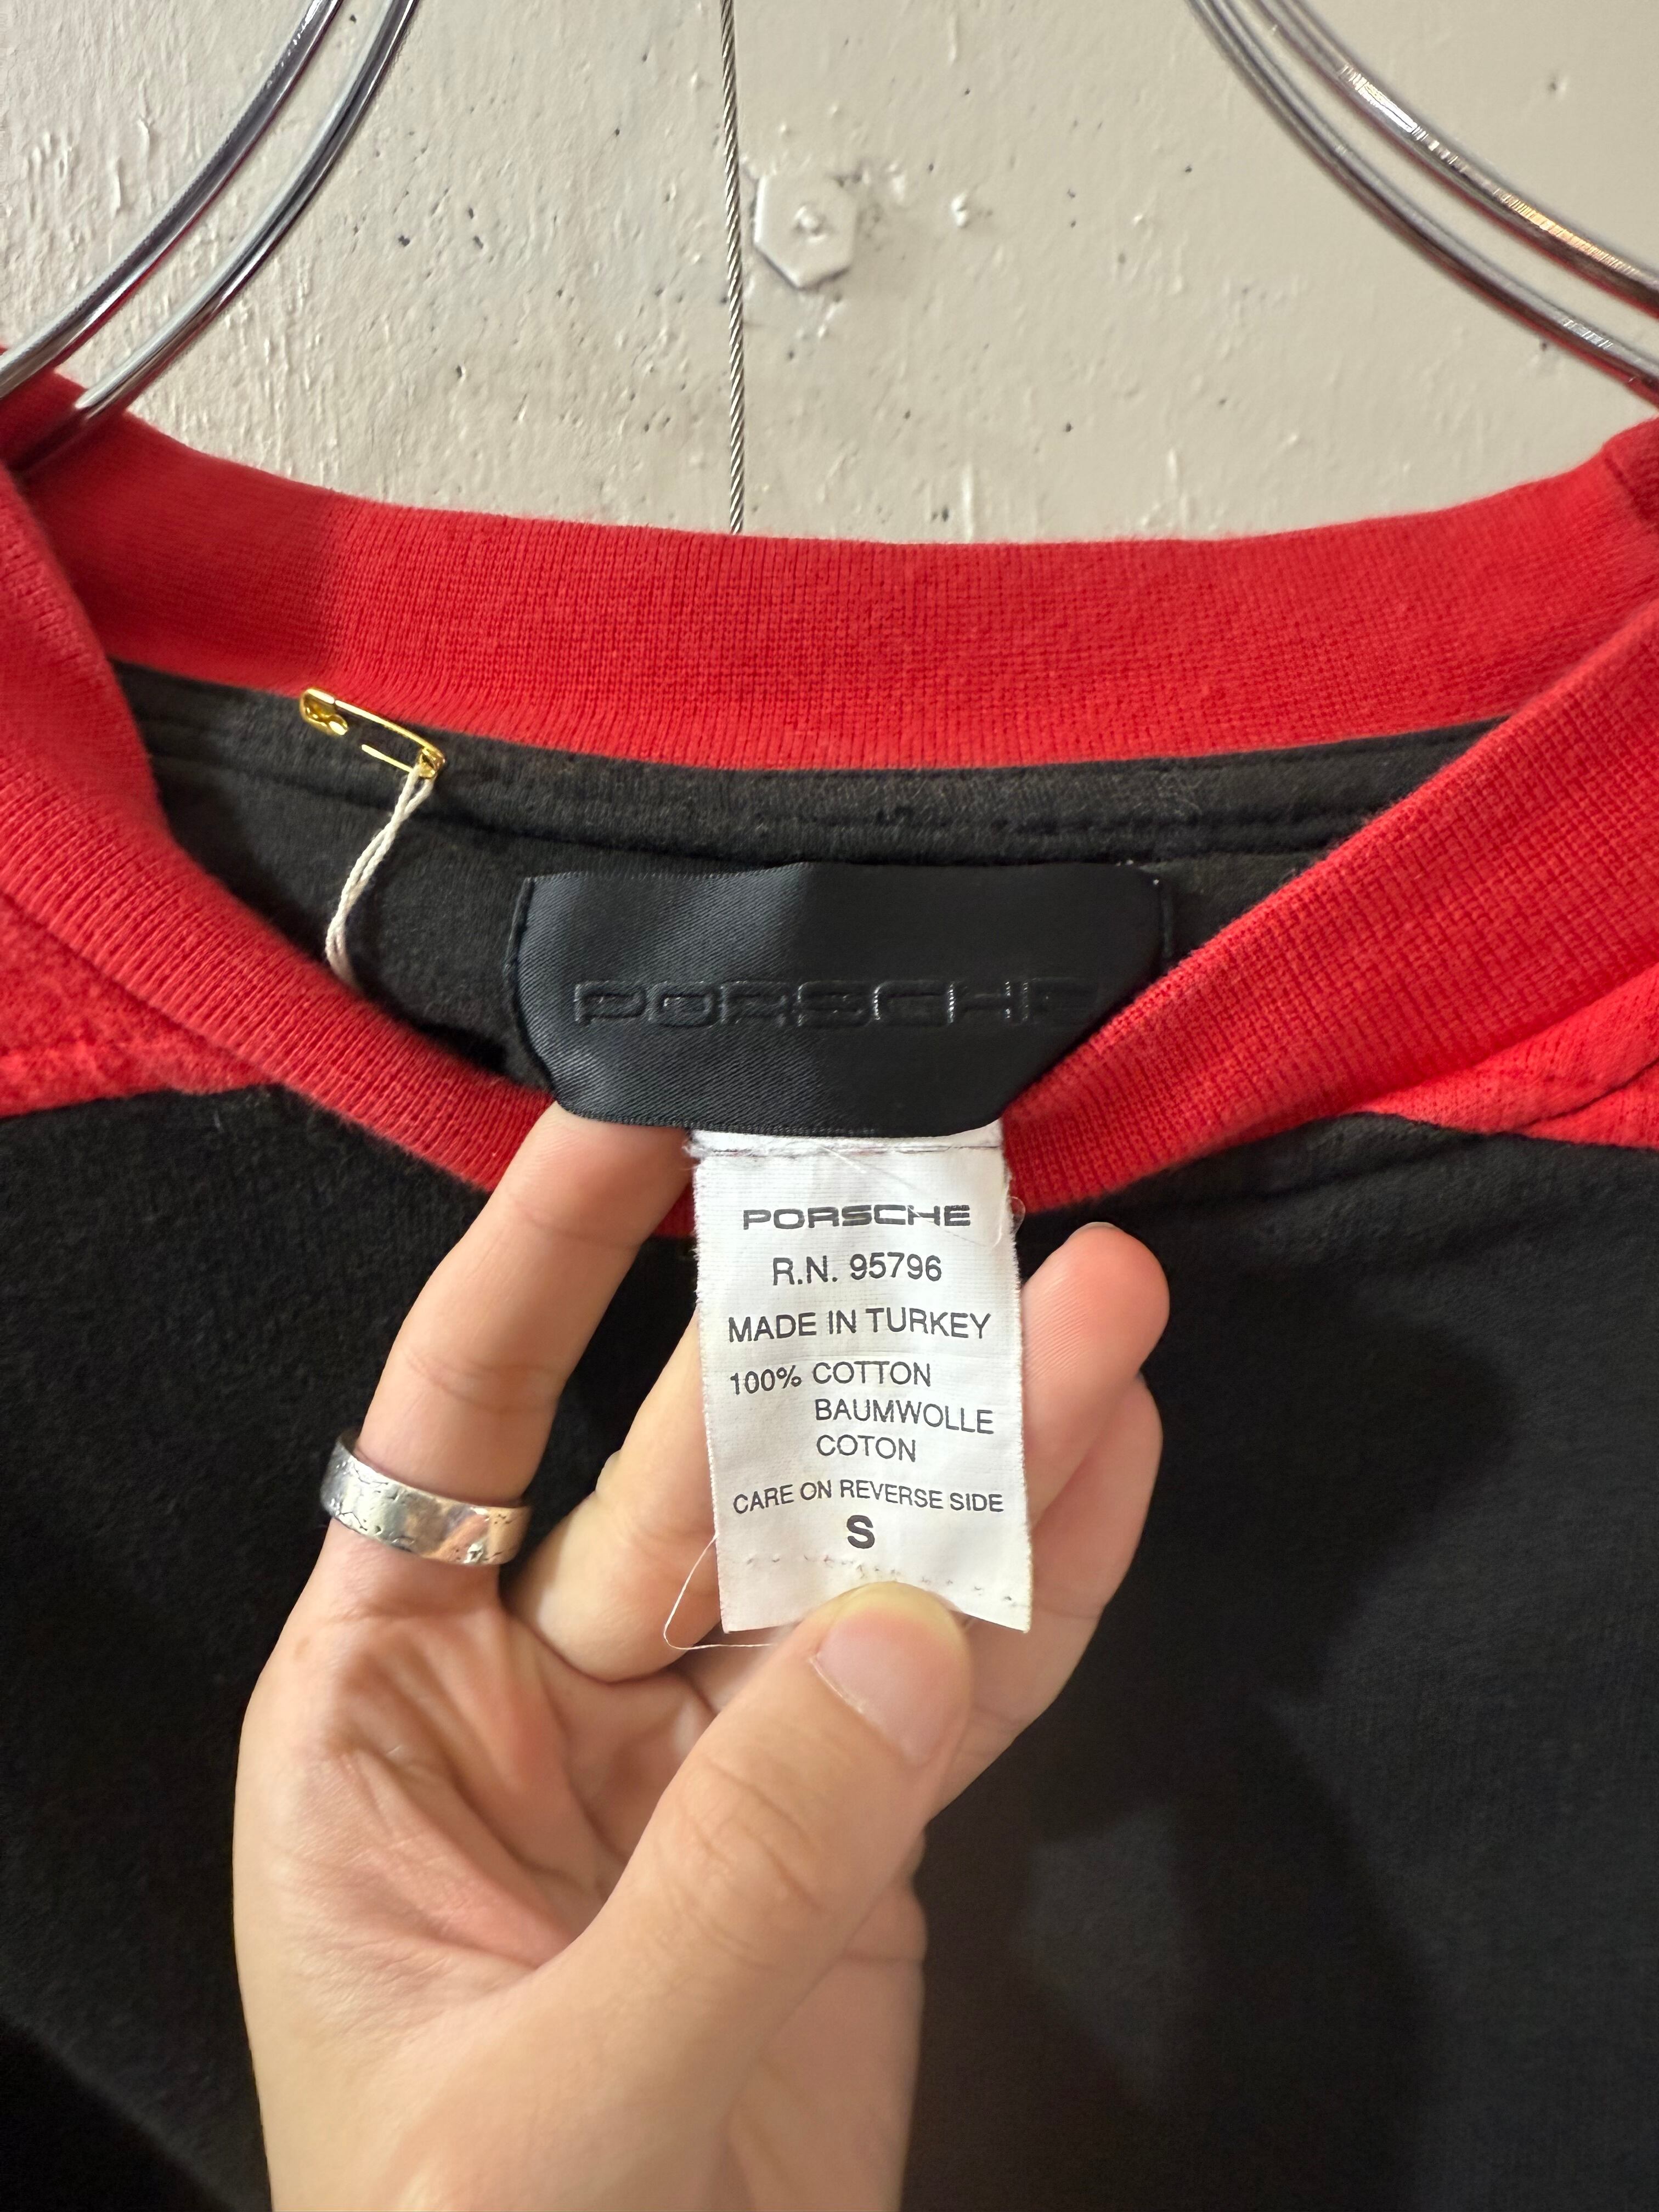 PORSCHE
PORSCHE
R.N. 95796
MADE IN TURKEY
100% COTTON
BAUMWOLLE
COTON
CARE ON REVERSE SIDE
S